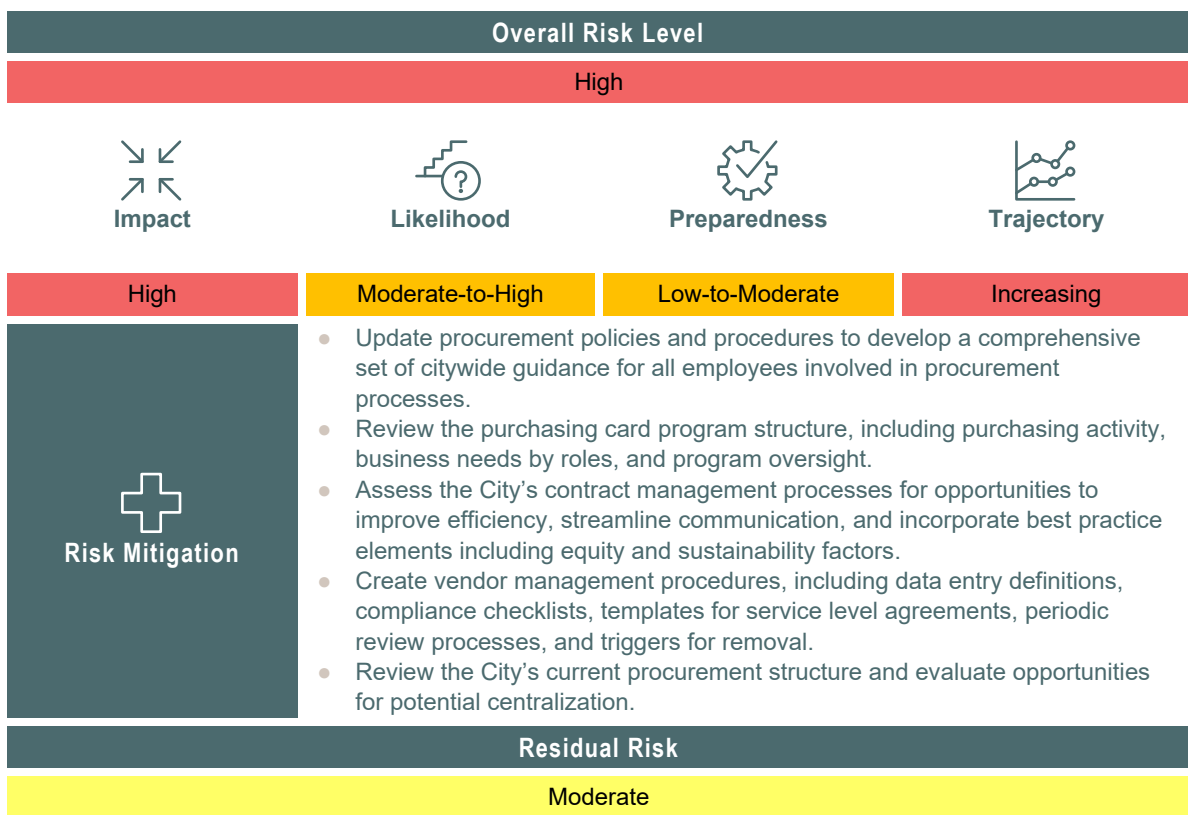 Overall Risk Level
High
?
Impact
Likelihood
Preparedness
Trajectory
High
Moderate-to-High
Low-to-Moderate
Increasing
Risk Mitigation
● Update procurement policies and procedures to develop a comprehensive
set of citywide guidance for all employees involved in procurement
processes.
● Review the purchasing card program structure, including purchasing activity,
business needs by roles, and program oversight.
● Assess the City’s contract management processes for opportunities to
improve efficiency, streamline communication, and incorporate best practice
elements including equity and sustainability factors.
● Create vendor management procedures, including data entry definitions,
compliance checklists, templates for service level agreements, periodic
review processes, and triggers for removal.
● Review the City’s current procurement structure and evaluate opportunities
for potential centralization.
Residual Risk
Moderate